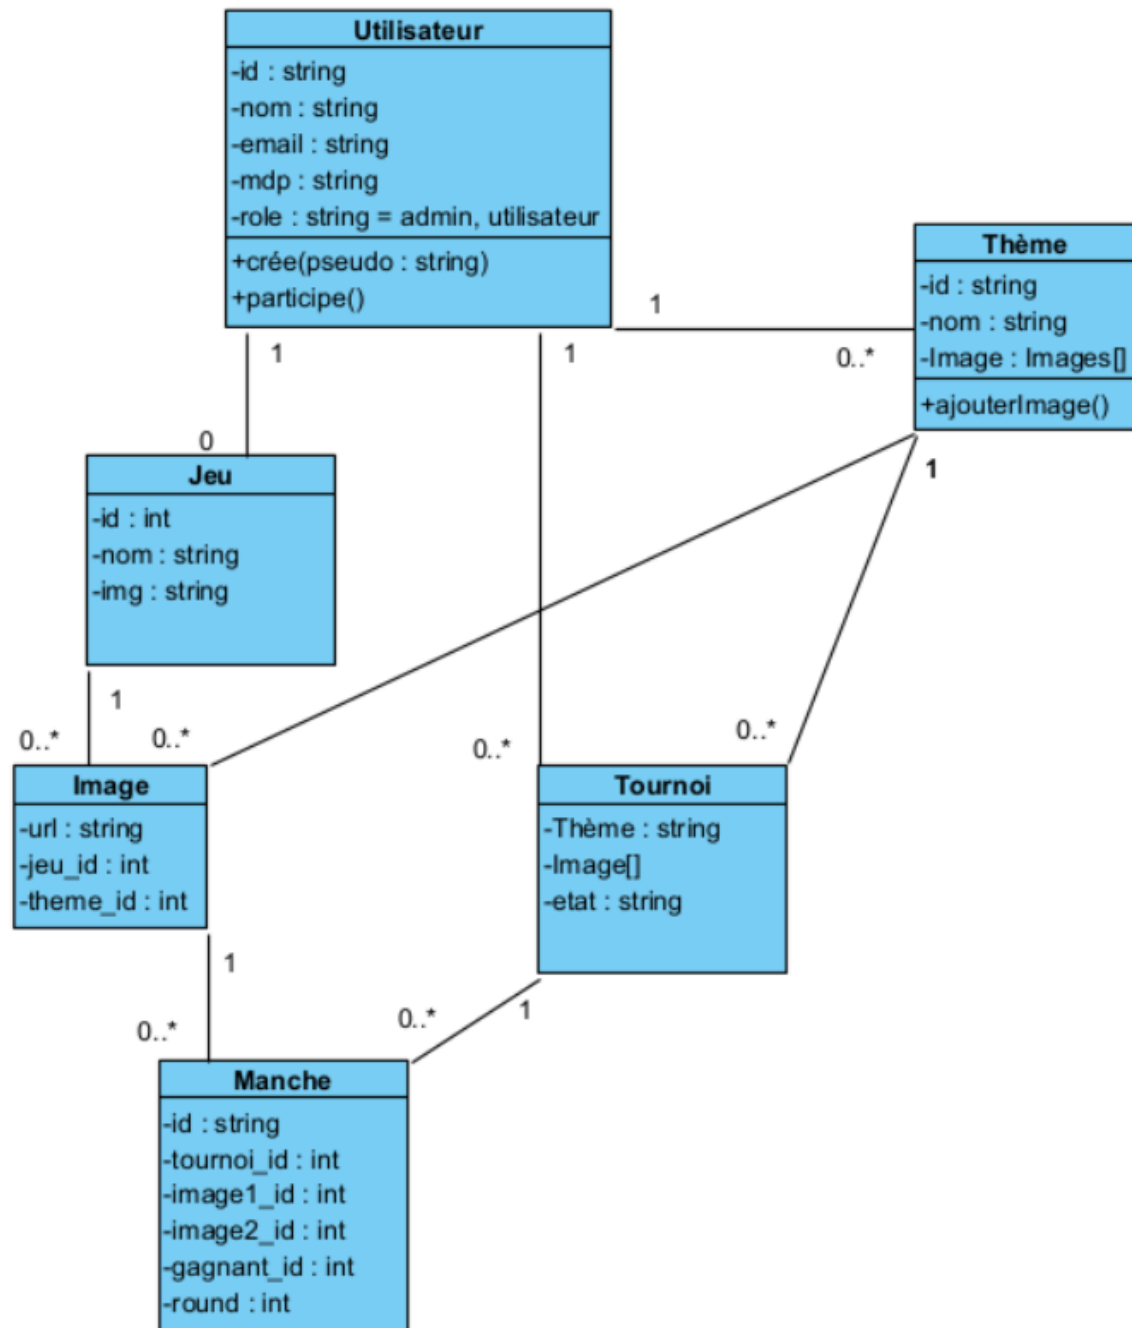 Utilisateur
-id : string
-nom : string
-email : string
-mdp : string
-role : string = admin, utilisateur
+crée(pseudo : string)
+participe()
Thème
-id : string
-nom : string
-Image : Images[]
+ajouterImage()
1
0..*
1
1
1
0
Jeu
-id : int
-nom : string
-img : string
1
0..*
0..*
0..*
0..*
Image
-url : string
-jeu_id : int
-theme_id : int
Tournoi
-Thème : string
-Image[]
-etat : string
1
0..*
0..*
1
Manche
-id : string
-tournoi_id : int
-image1_id : int
-image2_id : int
-gagnant_id : int
-round : int